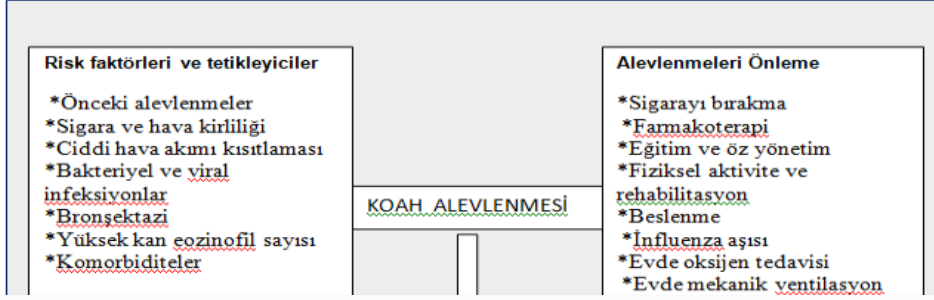 Risk faktörleri ve tetikleyiciler
*Önceki alevlenmeler
*Sigara ve hava kirliliği
*Ciddi hava akımı kısıtlaması
*Bakteriyel ve viral
infeksiyonlar
*Bronşektazi
*Yüksek kan eozinofil sayısı
*Komorbiditeler
KOAH ALEVLENMESİ
Alevlenmeleri Önleme
*Sigarayı bırakma
*Farmakoterapi
*Eğitim ve öz yönetim
*Fiziksel aktivite ve
rehabilitasyon
*Beslenme
*İnfluenza aşısı
*Evde oksijen tedavisi
*Evde mekanik ventilasyon